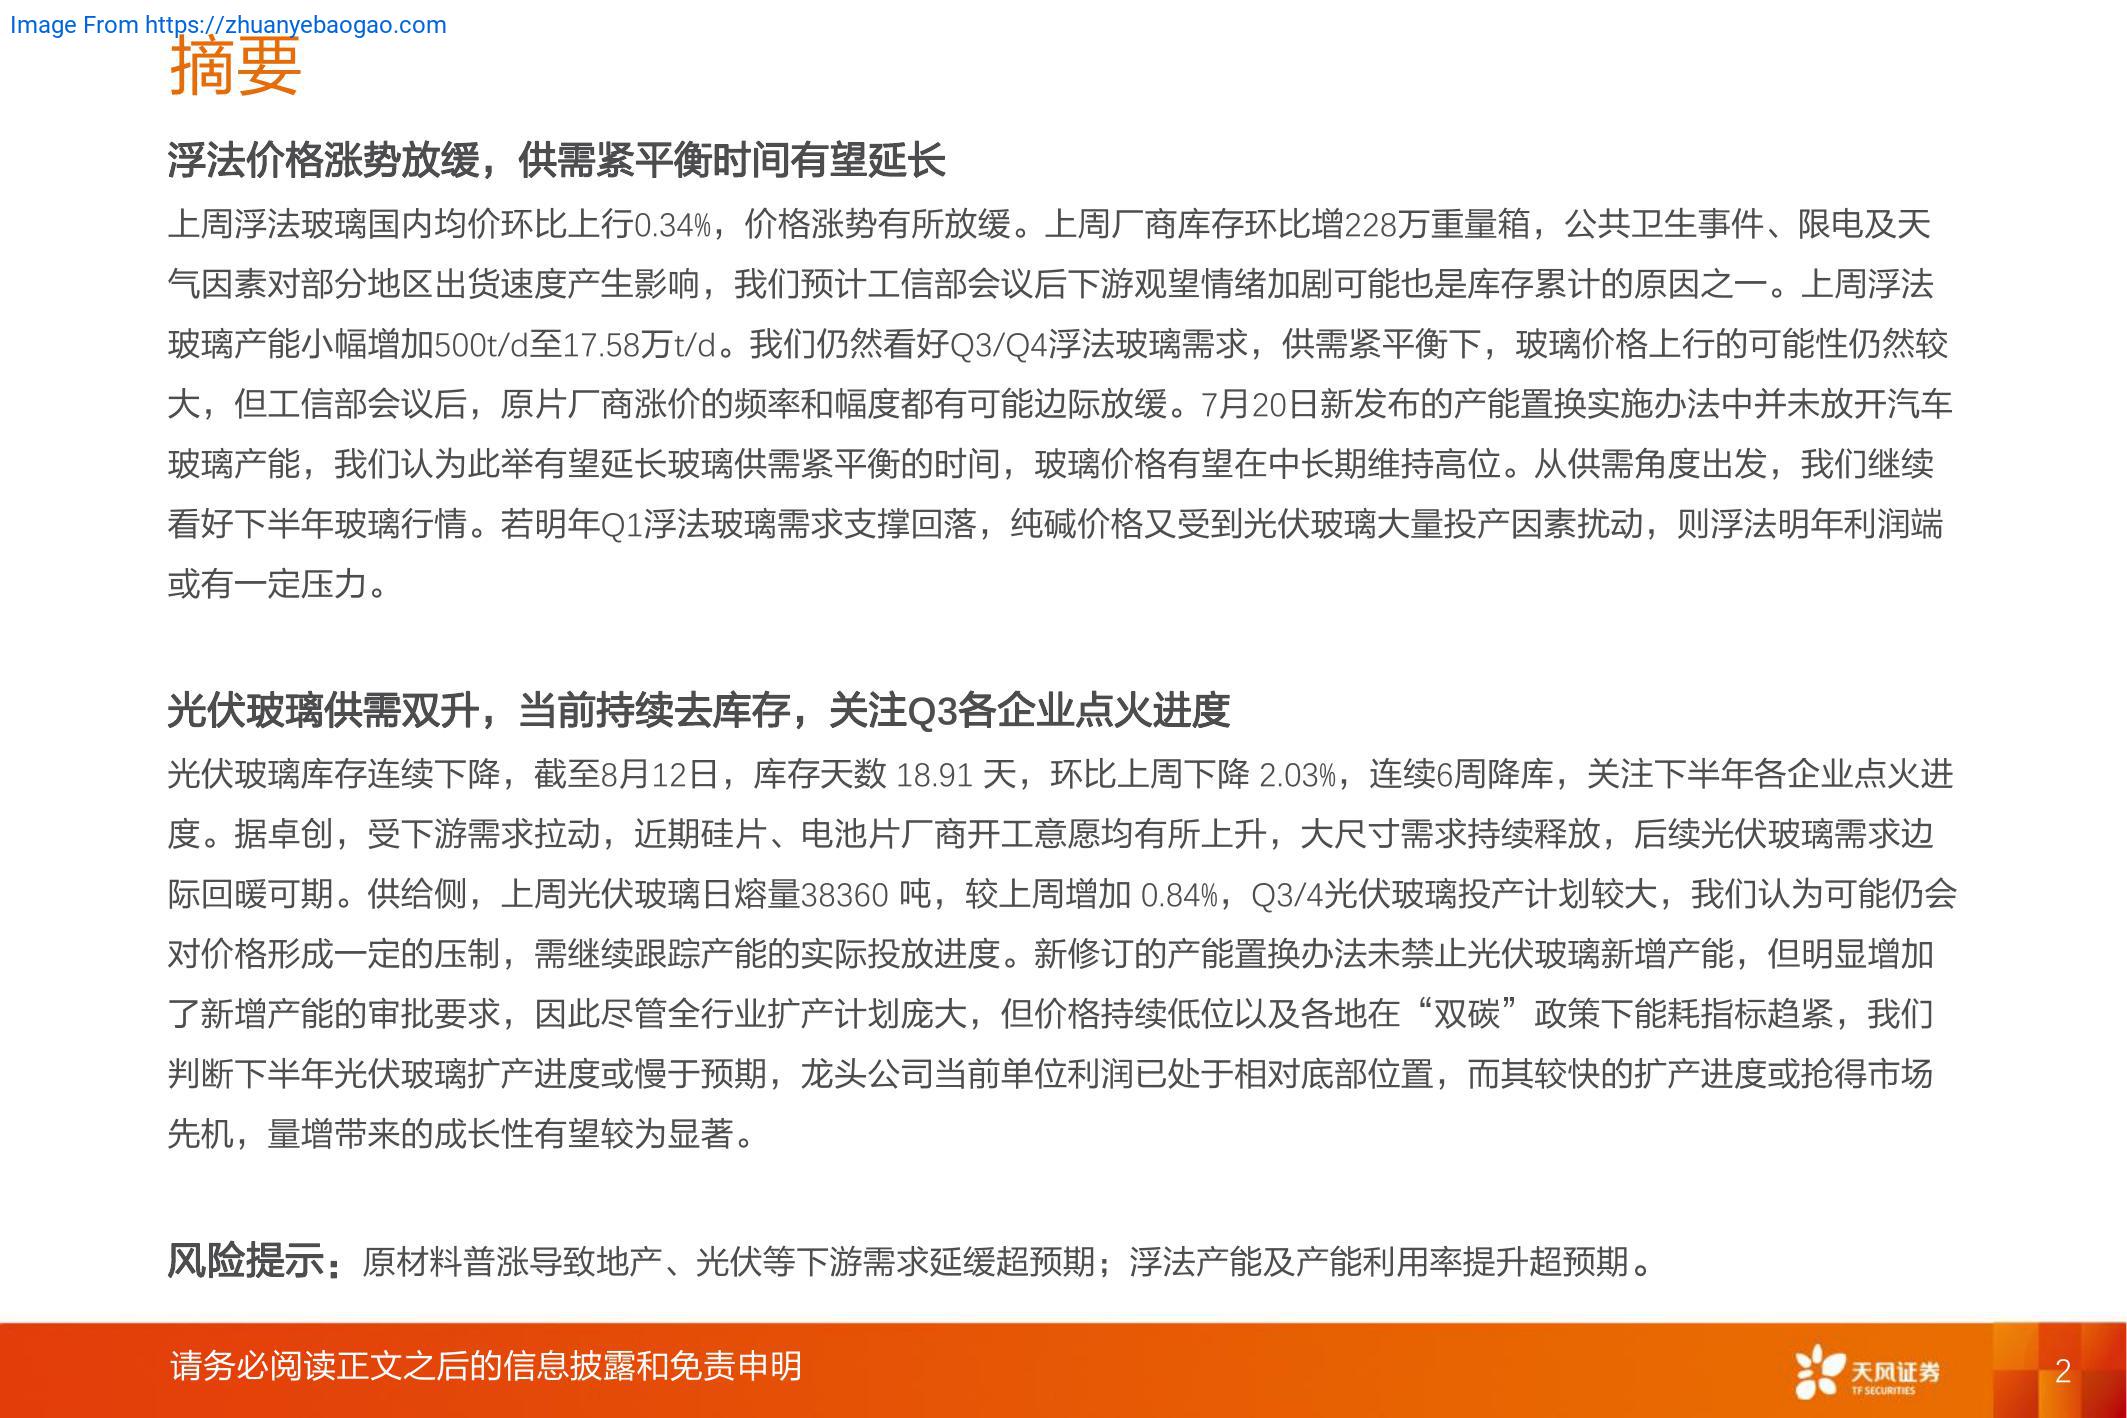 Image From https://zhuanyebaogao.com
摘要
浮法价格涨势放缓，供需紧平衡时间有望延长
上周浮法玻璃国内均价环比上行0.34%，价格涨势有所放缓。上周厂商库存环比增228万重量箱，公共卫生事件、限电及天
气因素对部分地区出货速度产生影响，我们预计工信部会议后下游观望情绪加剧可能也是库存累计的原因之一。上周浮法
玻璃产能小幅增加500t/d至17.58万t/d。我们仍然看好Q3/Q4浮法玻璃需求，供需紧平衡下，玻璃价格上行的可能性仍然较
大，但工信部会议后，原片厂商涨价的频率和幅度都有可能边际放缓。7月20日新发布的产能置换实施办法中并未放开汽车
玻璃产能，我们认为此举有望延长玻璃供需紧平衡的时间，玻璃价格有望在中长期维持高位。从供需角度出发，我们继续
看好下半年玻璃行情。若明年Q1浮法玻璃需求支撑回落，纯碱价格又受到光伏玻璃大量投产因素扰动，则浮法明年利润端
或有一定压力。
光伏玻璃供需双升，当前持续去库存，关注Q3各企业点火进度
光伏玻璃库存连续下降，截至8月12日，库存天数 18.91 天，环比上周下降 2.03%，连续6周降库，关注下半年各企业点火进
度。据卓创，受下游需求拉动，近期硅片、电池片厂商开工意愿均有所上升，大尺寸需求持续释放，后续光伏玻璃需求边
际回暖可期。供给侧，上周光伏玻璃日熔量38360 吨，较上周增加 0.84%，Q3/4光伏玻璃投产计划较大，我们认为可能仍会
对价格形成一定的压制，需继续跟踪产能的实际投放进度。新修订的产能置换办法未禁止光伏玻璃新增产能，但明显增加
了新增产能的审批要求，因此尽管全行业扩产计划庞大，但价格持续低位以及各地在“双碳”政策下能耗指标趋紧，我们
判断下半年光伏玻璃扩产进度或慢于预期，龙头公司当前单位利润已处于相对底部位置，而其较快的扩产进度或抢得市场
先机，量增带来的成长性有望较为显著。
风险提示：原材料普涨导致地产、光伏等下游需求延缓超预期；浮法产能及产能利用率提升超预期。
请务必阅读正文之后的信息披露和免责申明
天风证券
TF SECURITIES
2